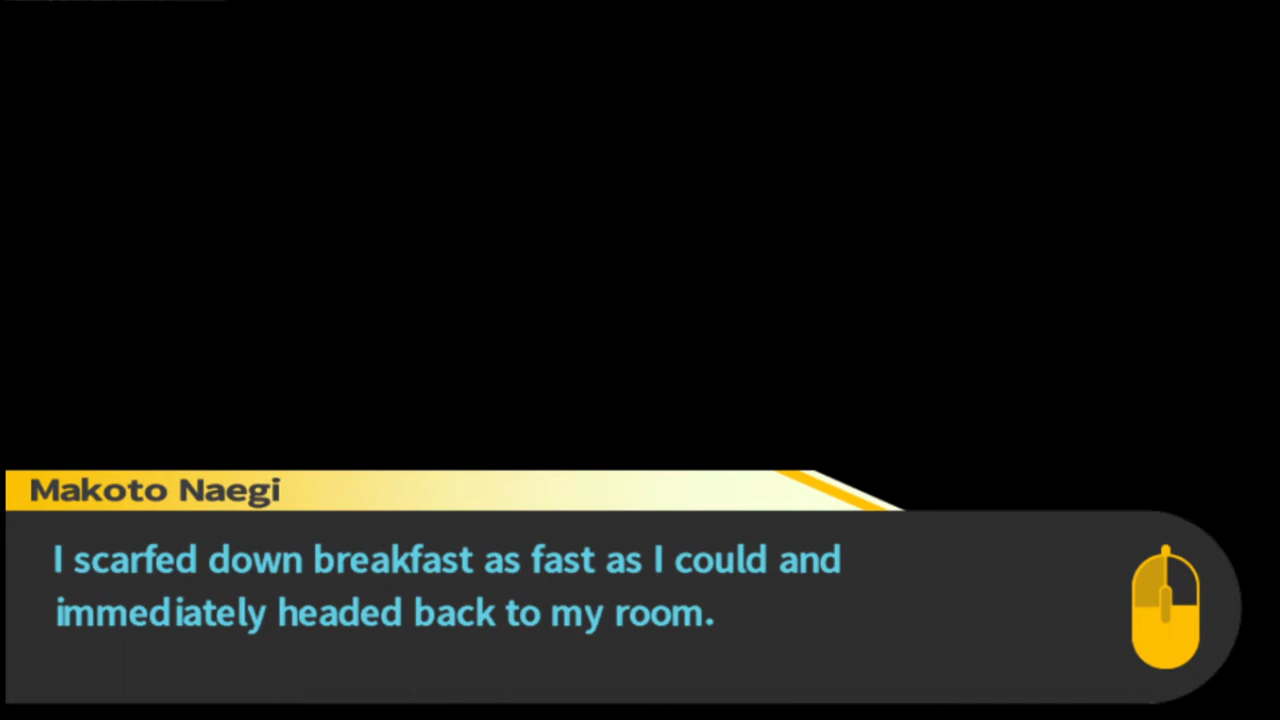 Makoto Naegi
I scarfed down breakfast as fast as I could and
immediately headed back to my room.